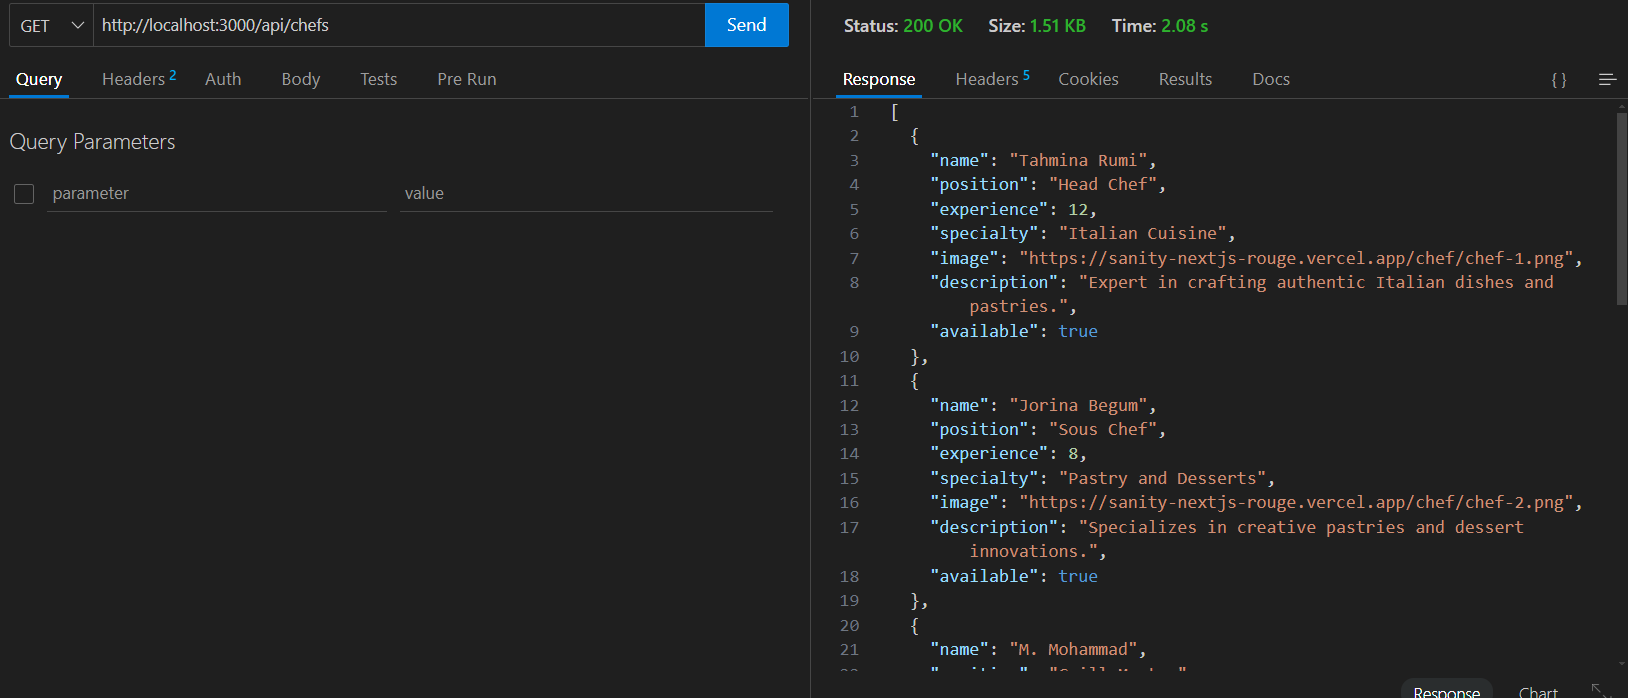 GET http://localhost:3000/api/chefs Send
Query Headers 2 Auth Body Tests Pre Run
Query Parameters
parameter value
Status: 200 OK Size: 1.51 KB Time: 2.08 s
Response Headers 5 Cookies Results Docs { }
1 [
2 {
3 "name": "Tahmina Rumi",
4 "position": "Head Chef",
5 "experience": 12,
6 "specialty": "Italian Cuisine",
7 "image": "https://sanity-nextjs-rouge.vercel.app/chef/chef-1.png",
8 "description": "Expert in crafting authentic Italian dishes and
pastries.",
9 "available": true
10 },
11 {
12 "name": "Jorina Begum",
13 "position": "Sous Chef",
14 "experience": 8,
15 "specialty": "Pastry and Desserts",
16 "image": "https://sanity-nextjs-rouge.vercel.app/chef/chef-2.png",
17 "description": "Specializes in creative pastries and dessert
innovations.",
18 "available": true
19 },
20 {
21 "name": "M. Mohammad",
Response Chart